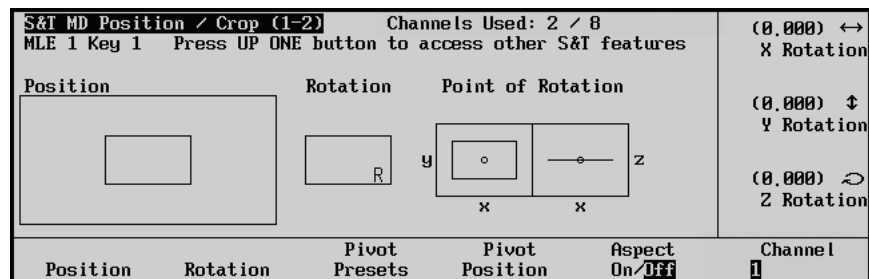 S&T MD Position / Crop (1-2) Channels Used: 2 / 8
MLE 1 Key 1 Press UP ONE button to access other S&T features
Position Rotation Point of Rotation
R
y
z
x x
(0.000) ↔
X Rotation
(0.000) ↕
Y Rotation
(0.000)
Z Rotation
Position Rotation Pivot Presets Pivot Position Aspect On/Off Channel 1